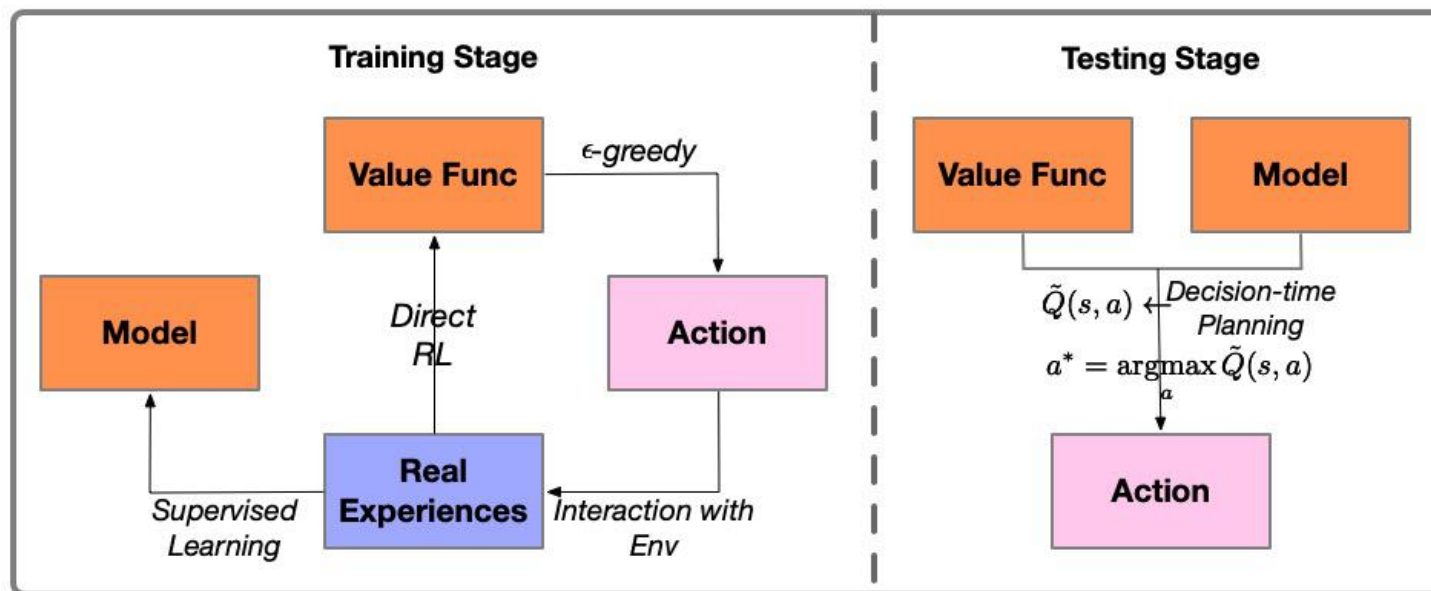 Training Stage
Value Func
ϵ-greedy
Model
Direct
RL
Action
Real
Experiences
Supervised
Learning
Interaction with
Env
Testing Stage
Value Func
Model
Q̃(s, a) ← Decision-time
Planning
a* = argmax Q̃(s, a)
a
Action